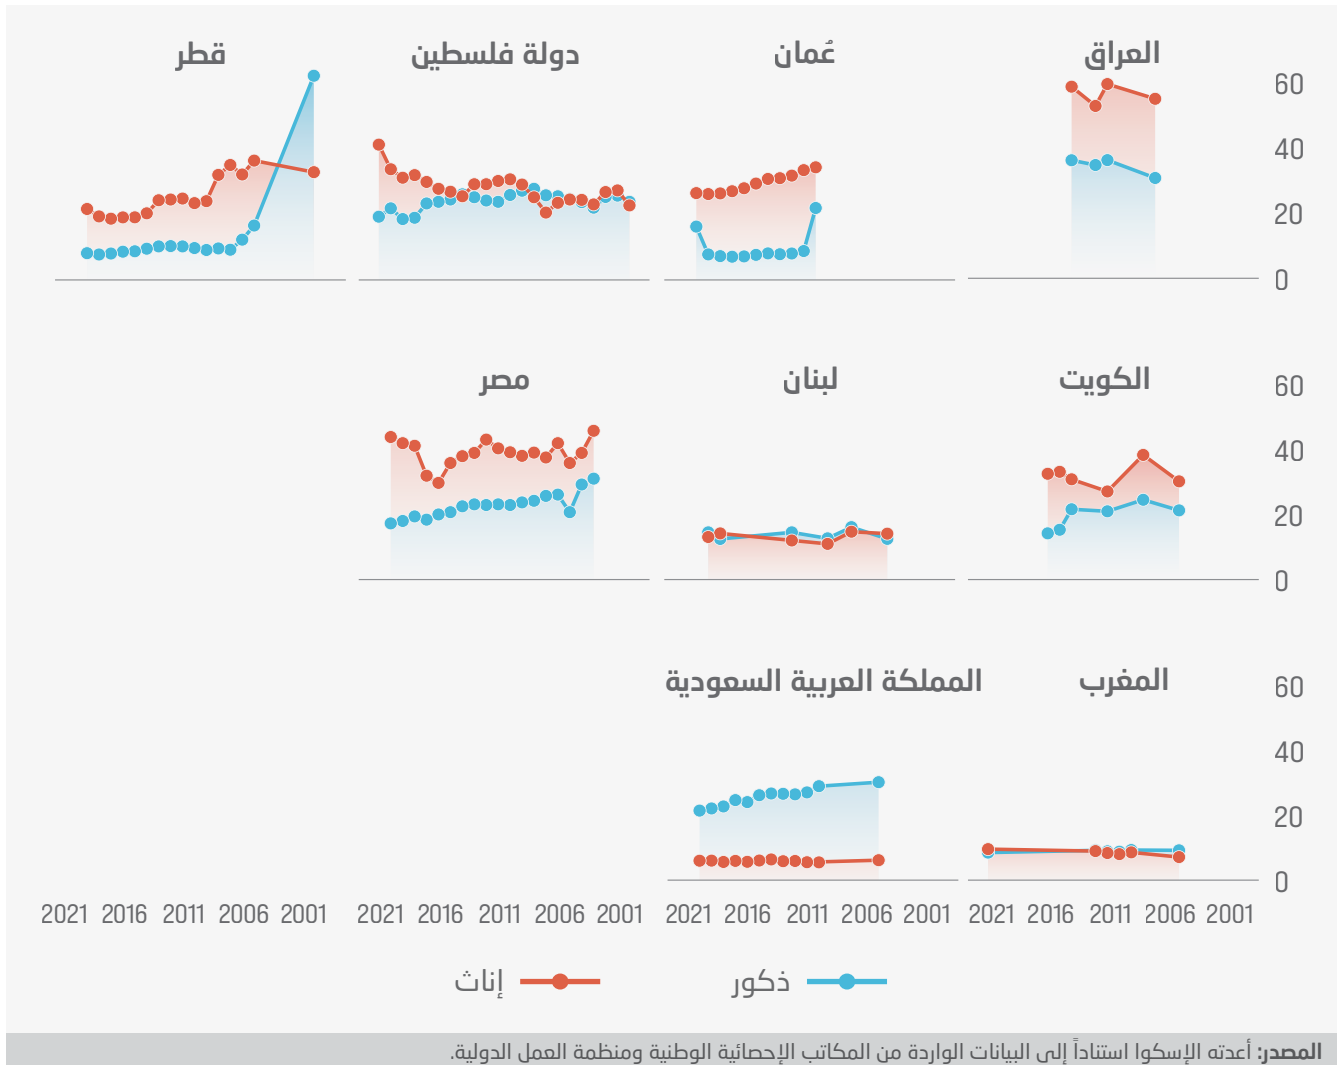 العراق
عُمان
دولة فلسطين
قطر
60
40
20
0
الكويت
لبنان
مصر
60
40
20
0
المغرب
المملكة العربية السعودية
60
40
20
0
2021 2016 2011 2006 2001
2021 2016 2011 2006 2001
2021 2016 2011 2006 2001
2021 2016 2011 2006 2001
ذكور
إناث
المصدر: أعدته الإسكوا استناداً إلى البيانات الواردة من المكاتب الإحصائية الوطنية ومنظمة العمل الدولية.